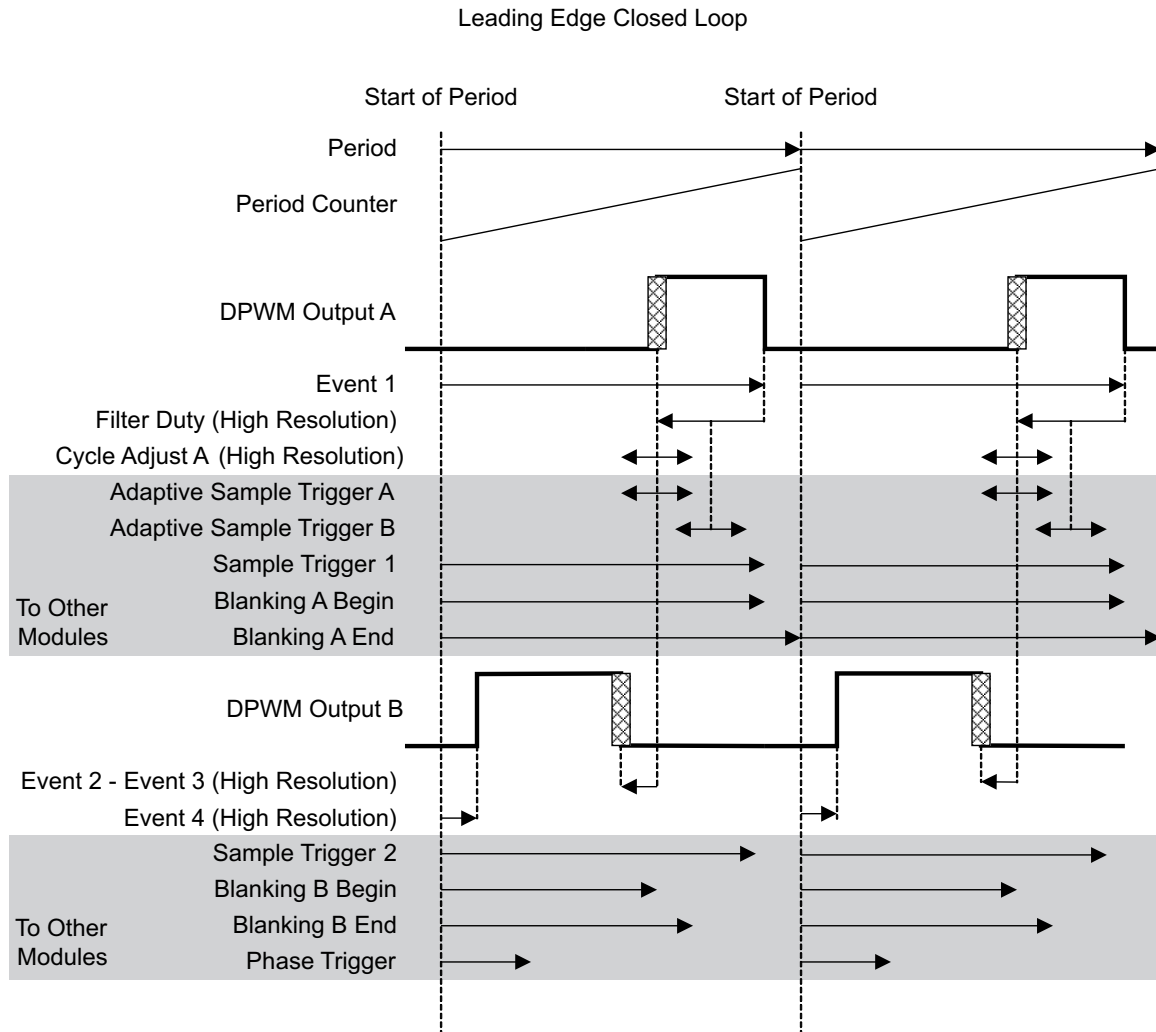 Leading Edge Closed Loop
Start of Period
Start of Period
Period
Period Counter
DPWM Output A
Event 1
Filter Duty (High Resolution)
Cycle Adjust A (High Resolution)
Adaptive Sample Trigger A
Adaptive Sample Trigger B
Sample Trigger 1
Blanking A Begin
Blanking A End
To Other
Modules
DPWM Output B
Event 2 - Event 3 (High Resolution)
Event 4 (High Resolution)
Sample Trigger 2
Blanking B Begin
Blanking B End
Phase Trigger
To Other
Modules